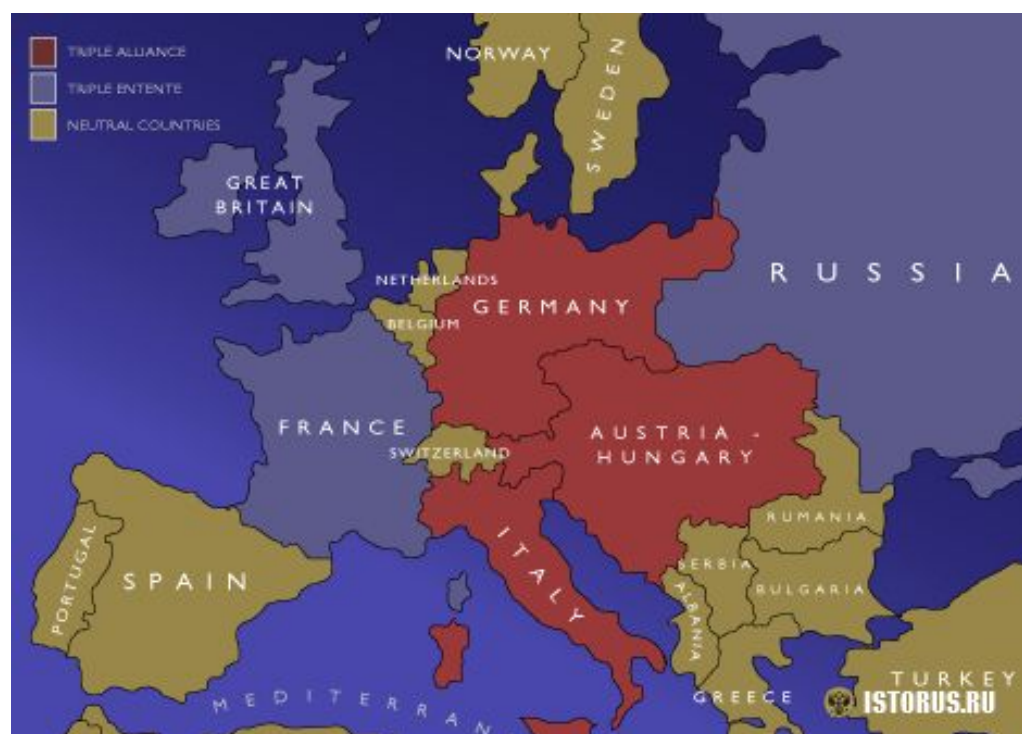 TRIPLE ALLIANCE
TRIPLE ENTENTE
NEUTRAL COUNTRIES
NORWAY
SWEDEN
GREAT
BRITAIN
RUSSIA
NETHERLANDS
GERMANY
BELGIUM
FRANCE
AUSTRIA -
HUNGARY
SWITZERLAND
RUMANIA
ITALY
SERBIA
BULGARIA
PORTUGAL
SPAIN
ALBANIA
TURKEY
GREECE
MEDITERRAN
ISTORUS.RU